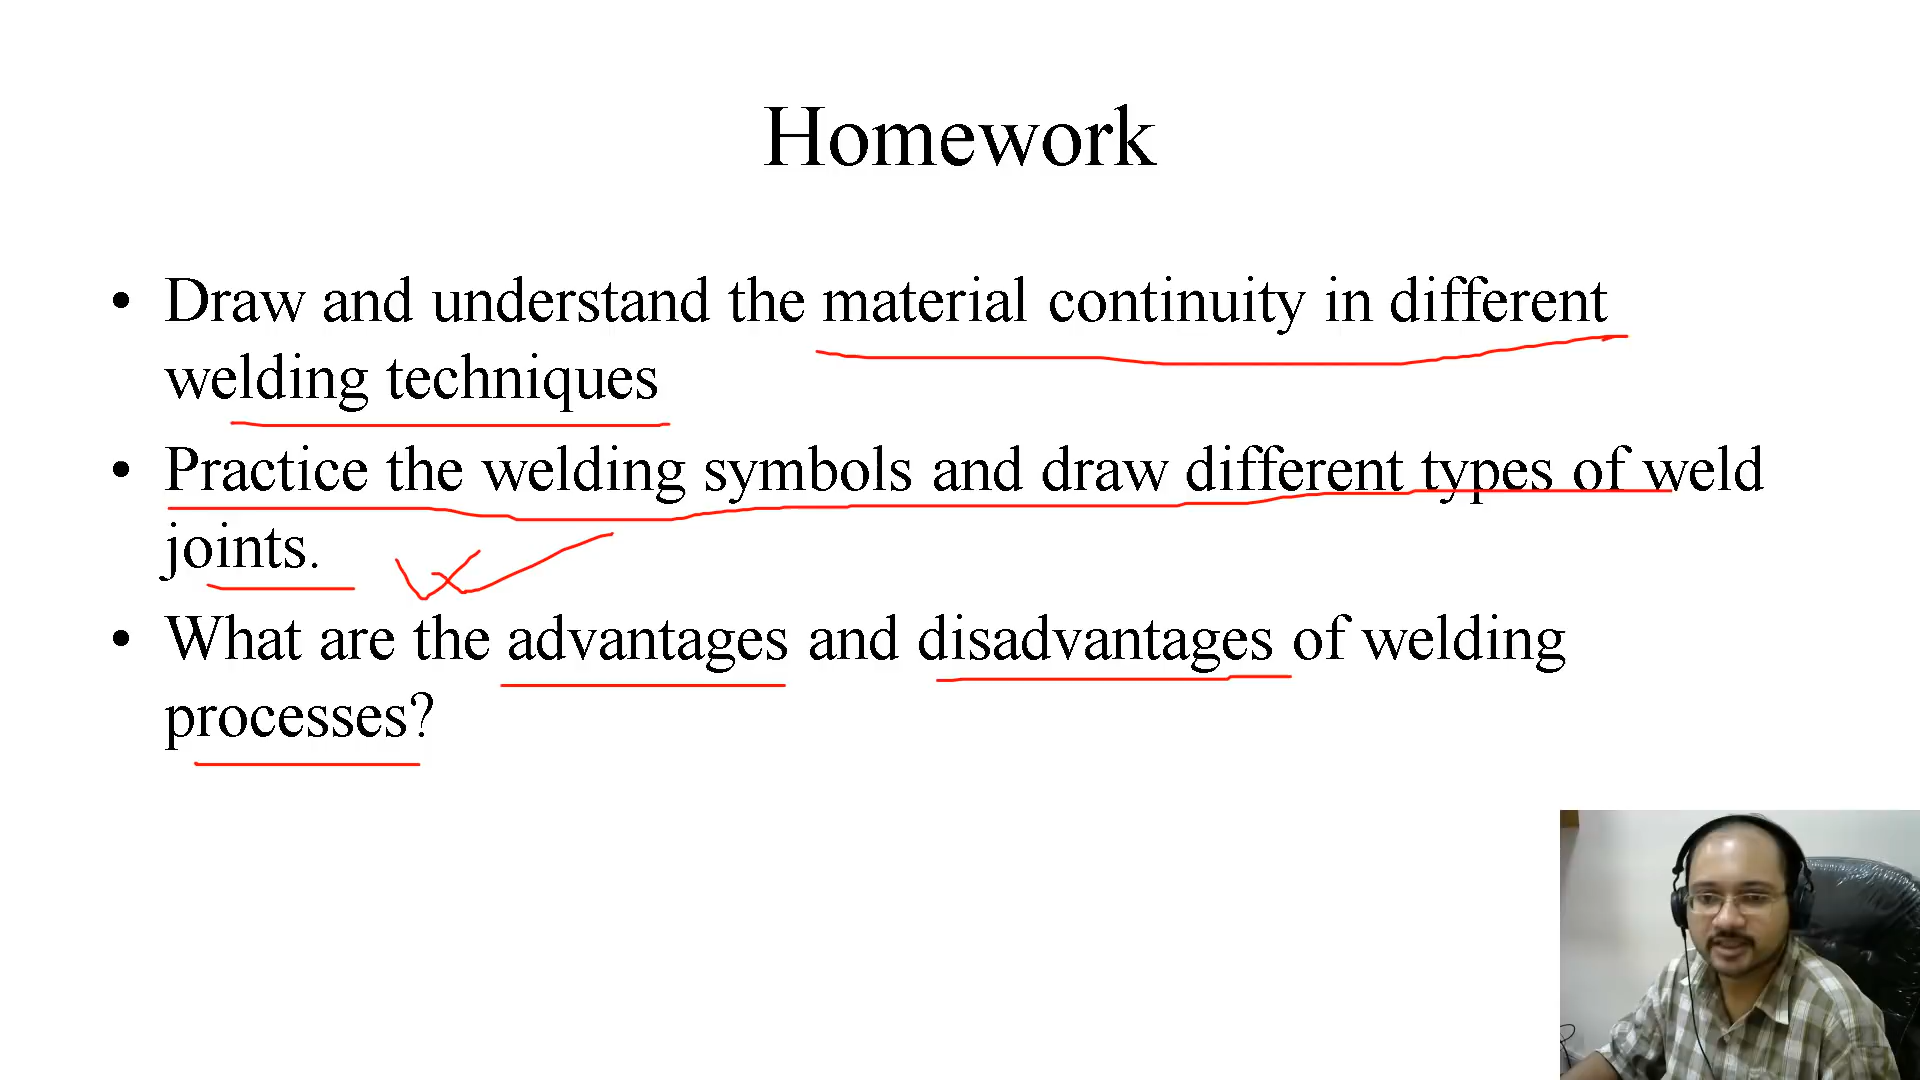 Homework
• Draw and understand the material continuity in different
welding techniques
• Practice the welding symbols and draw different types of weld
joints.
• What are the advantages and disadvantages of welding
processes?